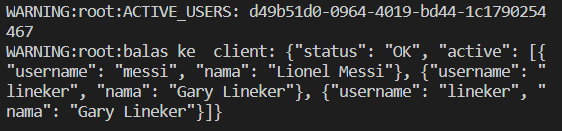 WARNING:root:ACTIVE_USERS: d49b51d0-0964-4019-bd44-1c1790254
467
WARNING:root:balas ke  client: {"status": "OK", "active": [{
"username": "messi", "nama": "Lionel Messi"}, {"username": "
lineker", "nama": "Gary Lineker"}, {"username": "lineker", "
nama": "Gary Lineker"}]}